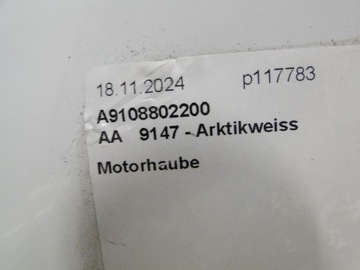 18.11.2024 p117783
A9108802200
AA 9147 - Arktikweiss
Motorhaube